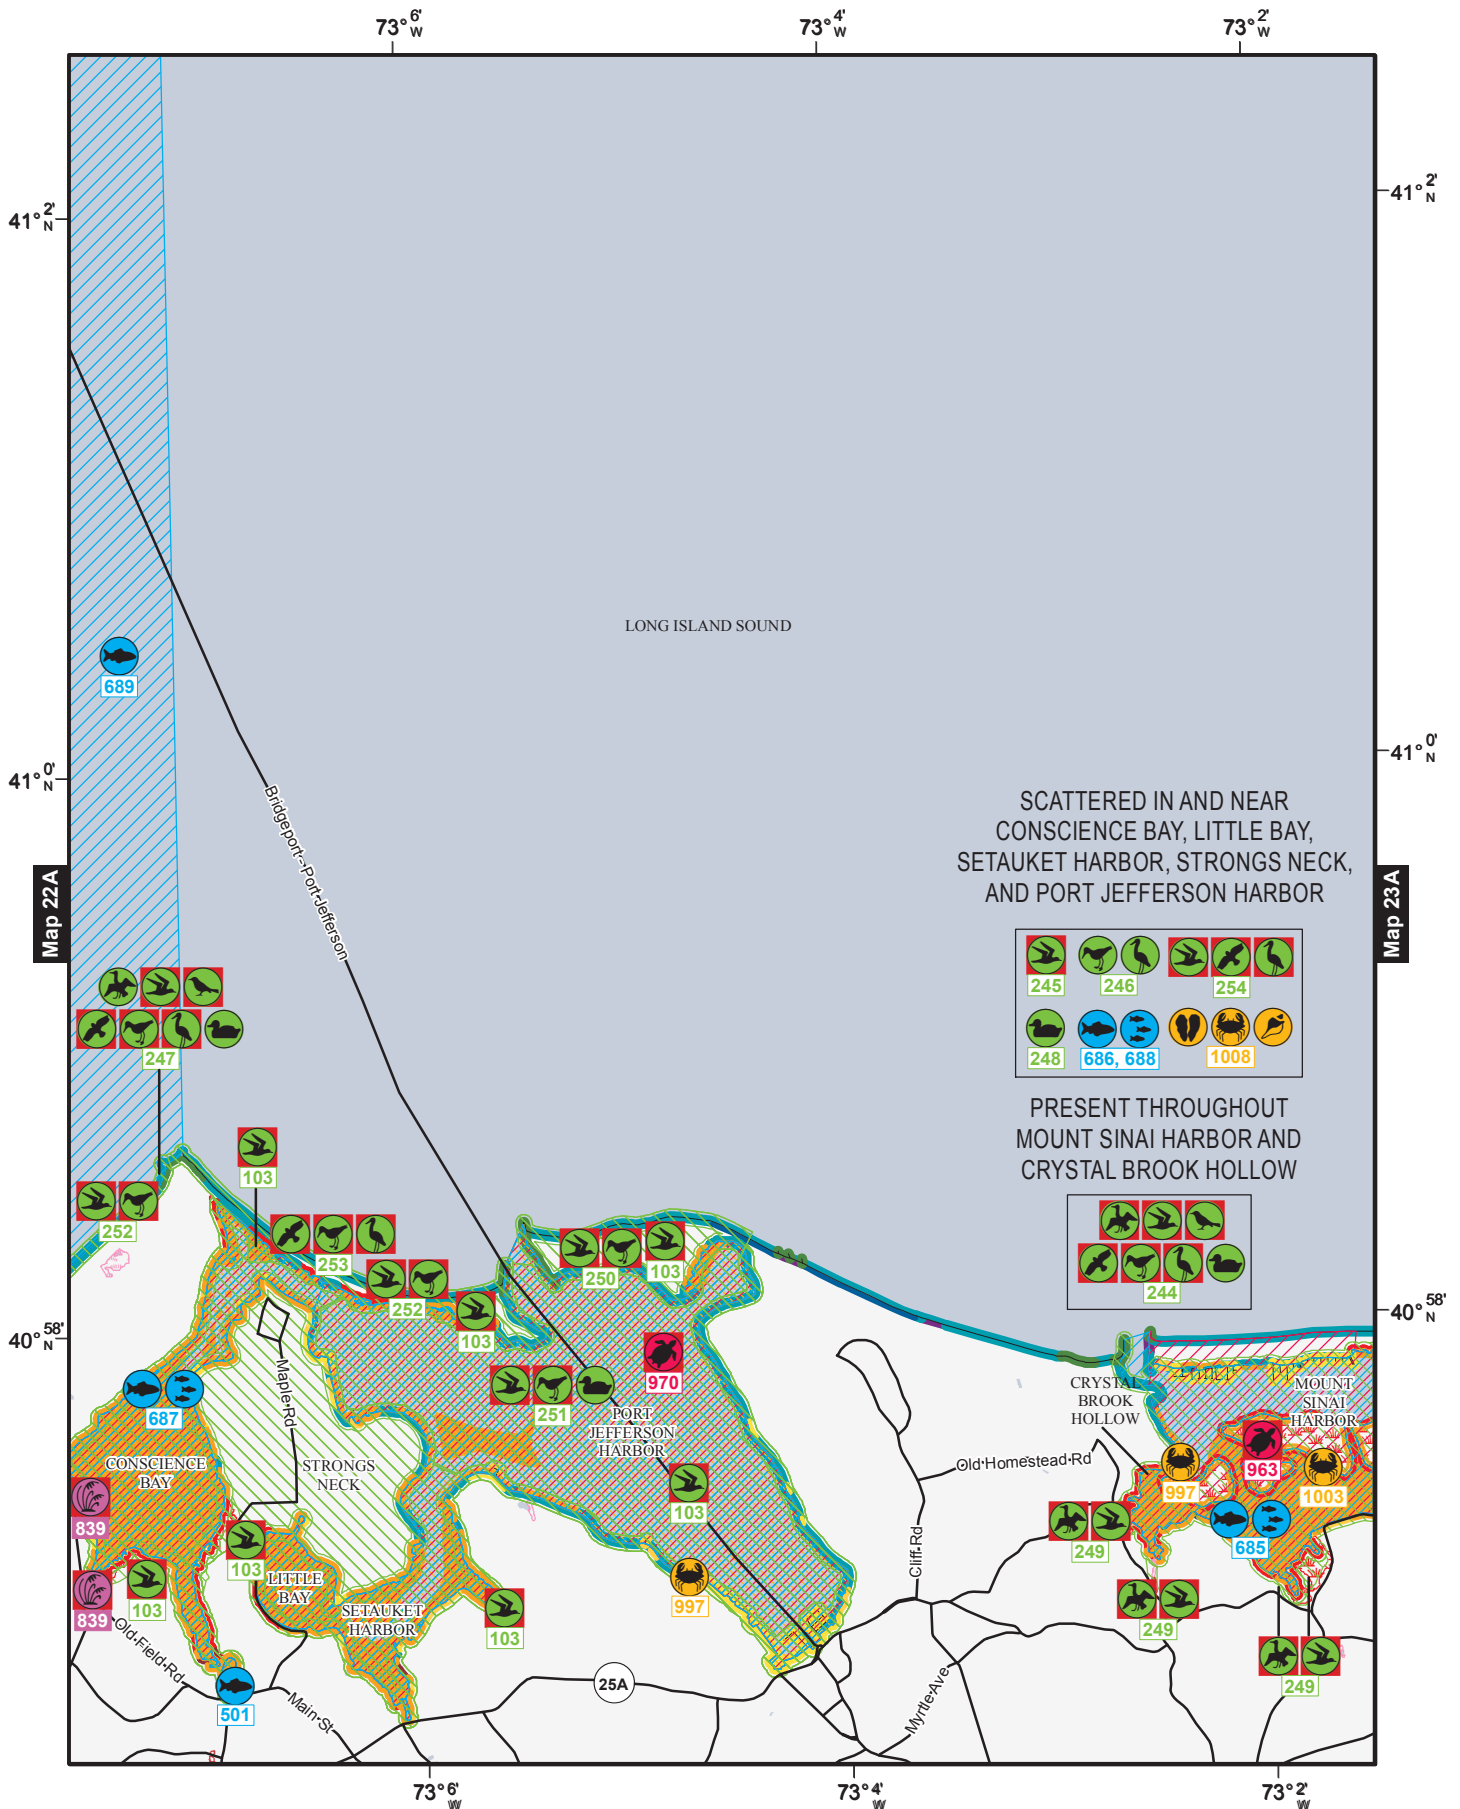 73° 6' W
73° 4' W
73° 2' W
41° 2' N
41° 2' N
LONG ISLAND SOUND
689
41° 0' N
41° 0' N
Bridgeport--Port-Jefferson
SCATTERED IN AND NEAR
CONSCIENCE BAY, LITTLE BAY,
SETAUKET HARBOR, STRONGS NECK,
AND PORT JEFFERSON HARBOR
Map 22A
Map 23A
245
246
254
248
686, 688
1008
247
PRESENT THROUGHOUT
MOUNT SINAI HARBOR AND
CRYSTAL BROOK HOLLOW
103
252
253
250
103
244
252
103
40° 58' N
40° 58' N
970
Maple Rd
687
251
PORT
JEFFERSON
HARBOR
CRYSTAL
BROOK
HOLLOW
MOUNT
SINAI
HARBOR
CONSCIENCE
BAY
STRONGS
NECK
Old Homestead Rd
963
997
1003
103
839
249
685
103
Cliff Rd
LITTLE
BAY
103
839
997
SETAUKET
HARBOR
103
249
Old Field Rd
249
25A
501
Main St
Myrtle Ave
73° 6' W
73° 4' W
73° 2' W